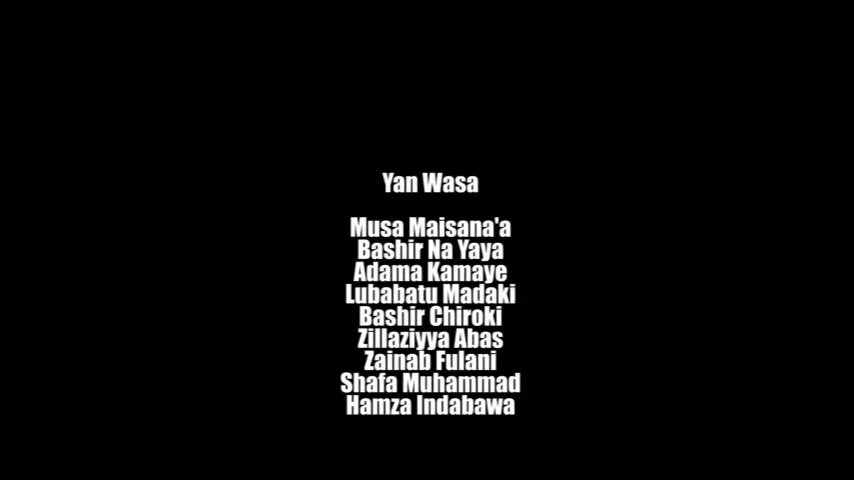 Yan Wasa
Musa Maisana'a
Bashir Na Yaya
Adama Kamaye
Lubabatu Madaki
Bashir Chiroki
Zillaziyya Abas
Zainab Fulani
Shafa Muhammad
Hamza Indabawa